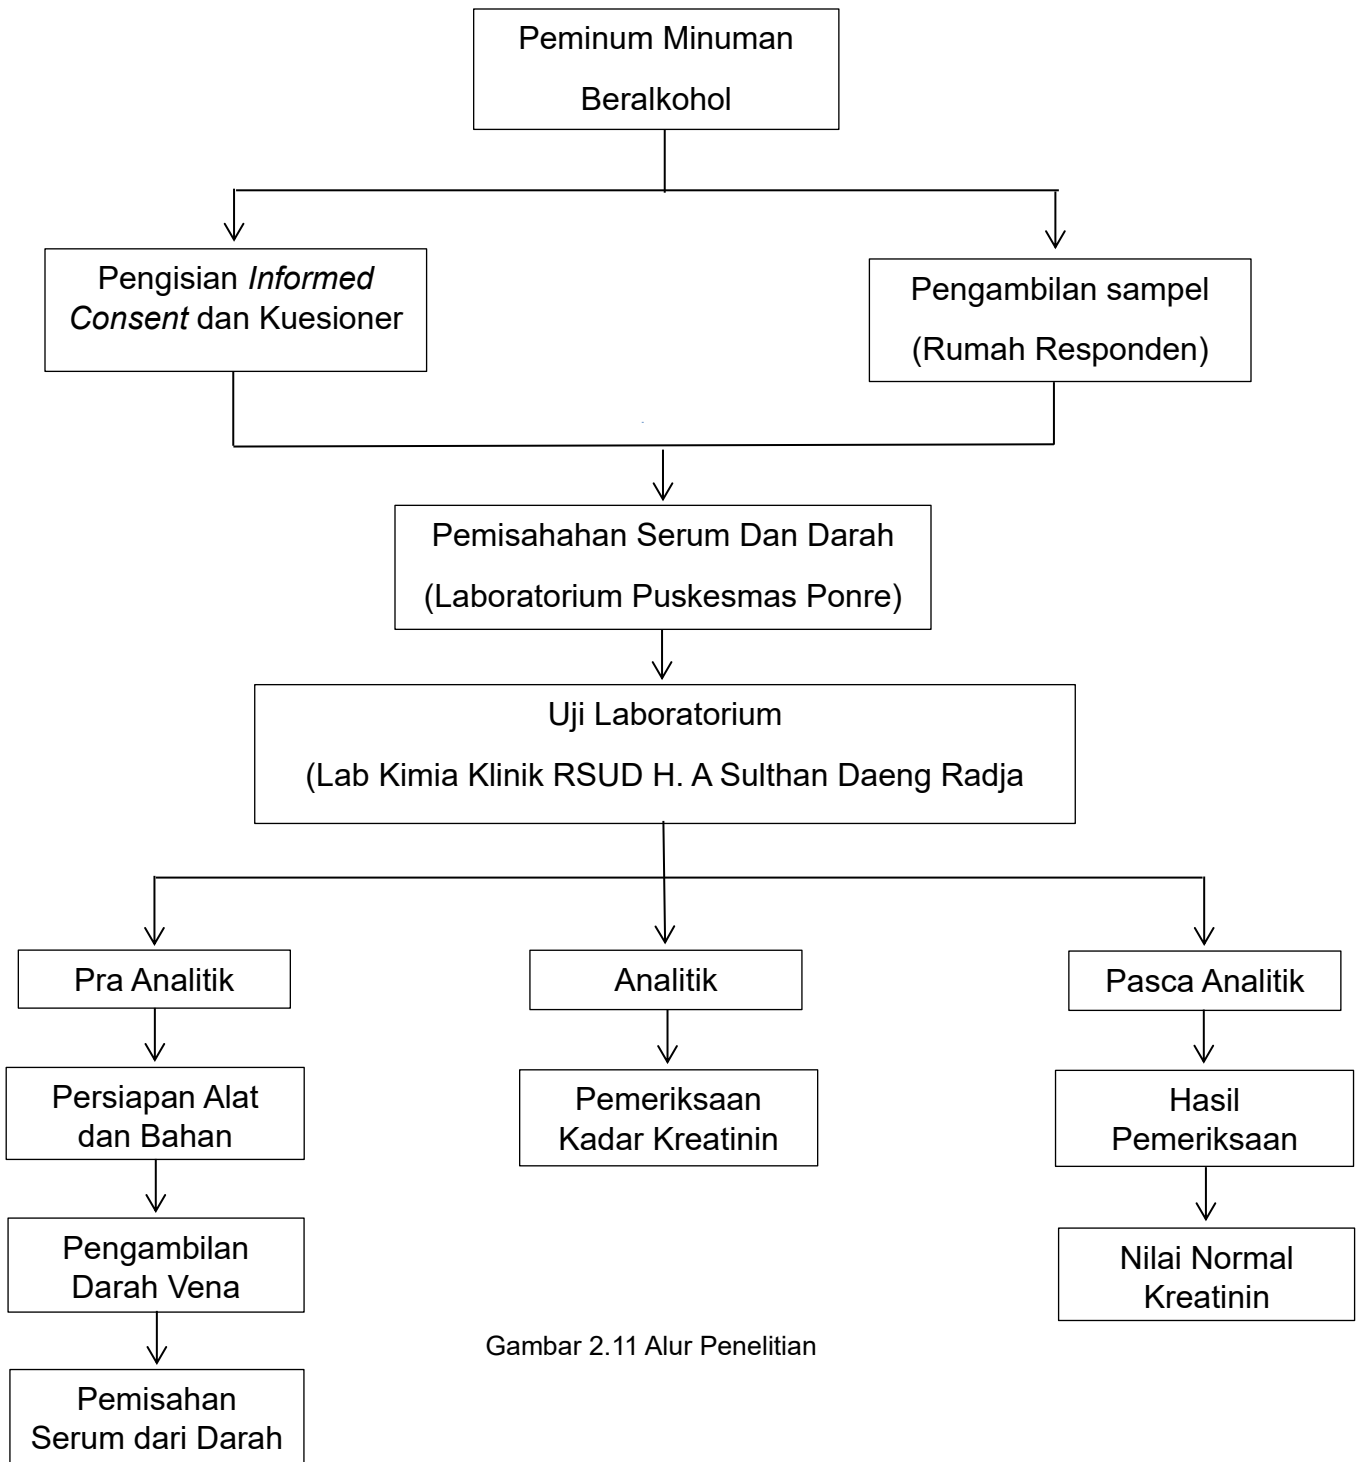 Peminum Minuman
Beralkohol
Pengisian Informed
Consent dan Kuesioner
Pengambilan sampel
(Rumah Responden)
Pemisahahan Serum Dan Darah
(Laboratorium Puskesmas Ponre)
Uji Laboratorium
(Lab Kimia Klinik RSUD H. A Sulthan Daeng Radja
Pra Analitik
Analitik
Pasca Analitik
Persiapan Alat
dan Bahan
Pemeriksaan
Kadar Kreatinin
Hasil
Pemeriksaan
Pengambilan
Darah Vena
Nilai Normal
Kreatinin
Gambar 2.11 Alur Penelitian
Pemisahan
Serum dari Darah